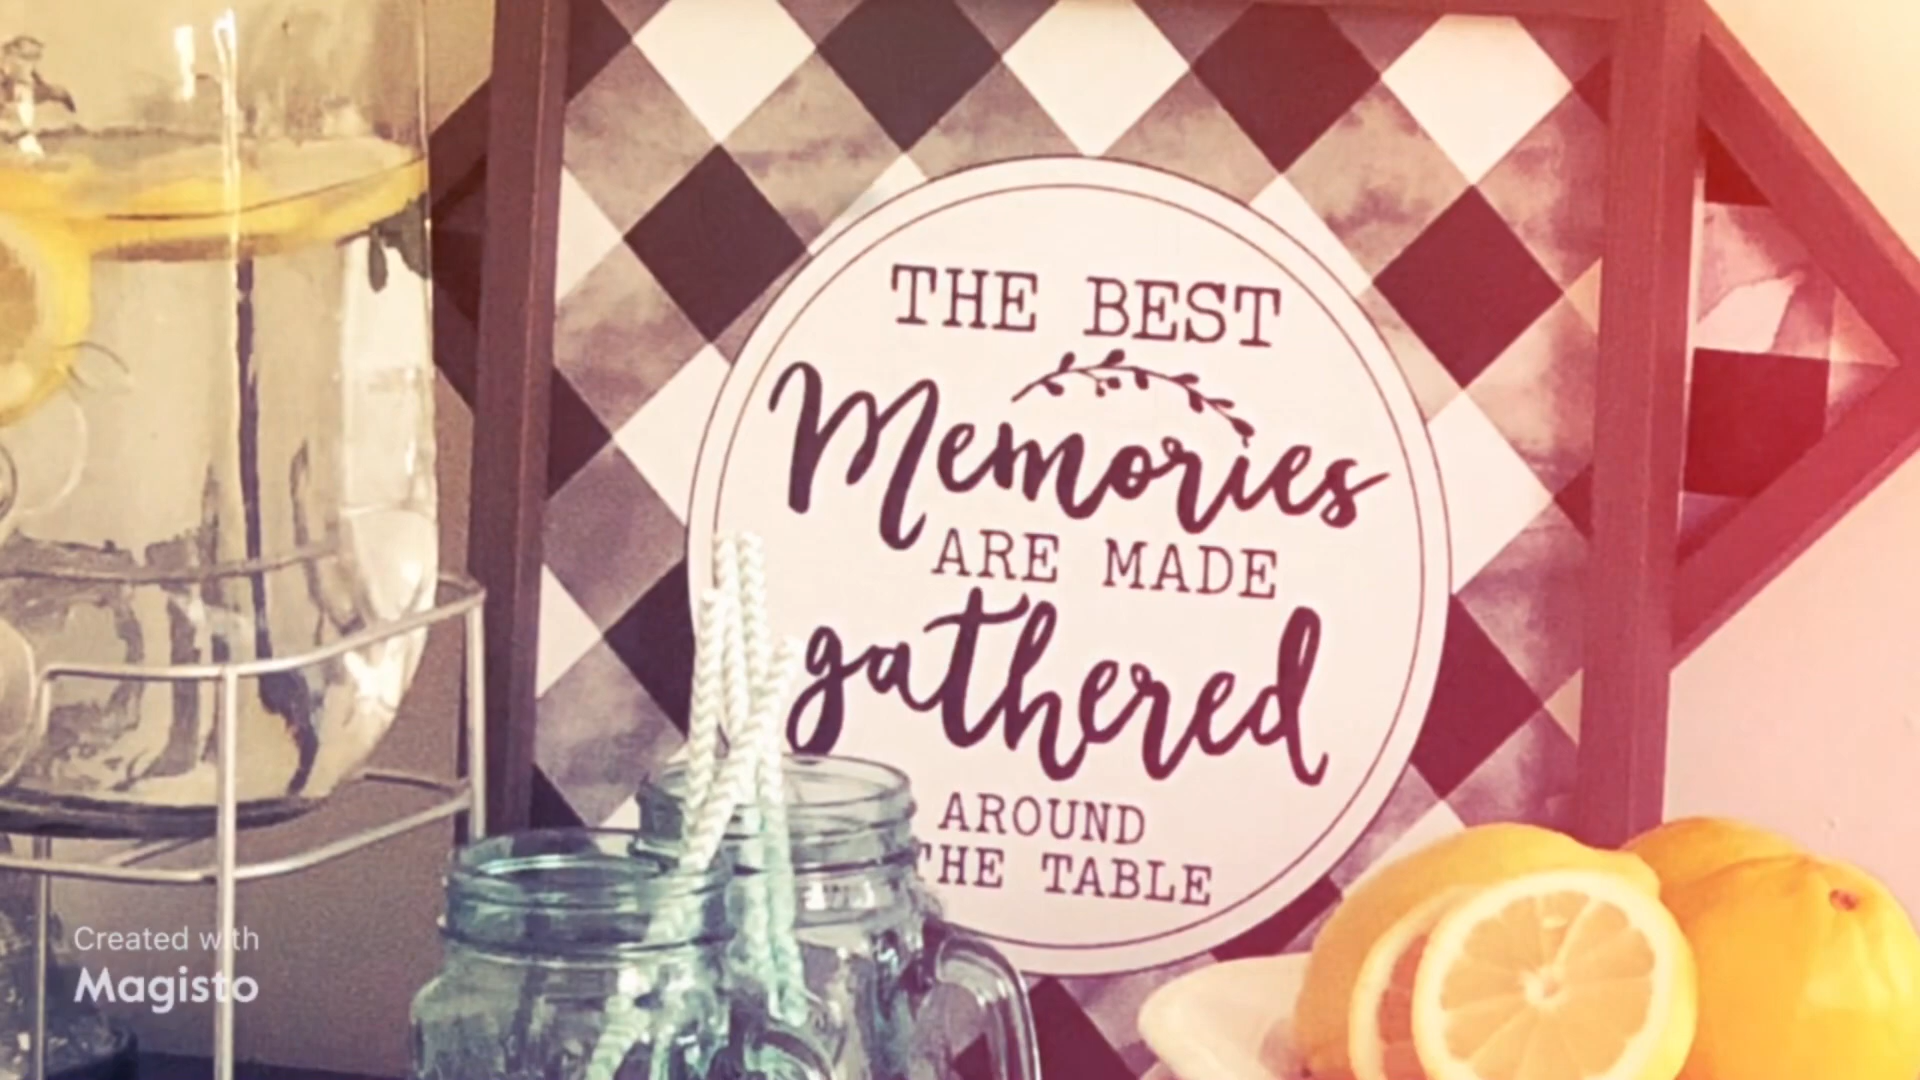 THE BEST
Memories
ARE MADE
gathered
AROUND
THE TABLE
Created with
Magisto